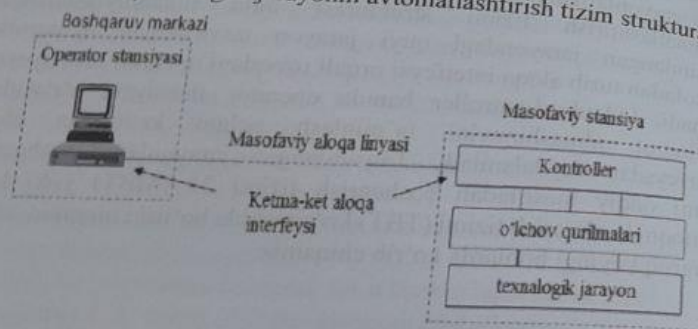 avtomatlashtirish tizim struktur
Boshqaruv markazi
Operator stansiyasi
Masofaviy stansiya
Masofaviy aloqa linyasi
Kontroller
Ketma-ket aloqa
interfeysi
o'lchov qurilmalari
texnalogik jarayon